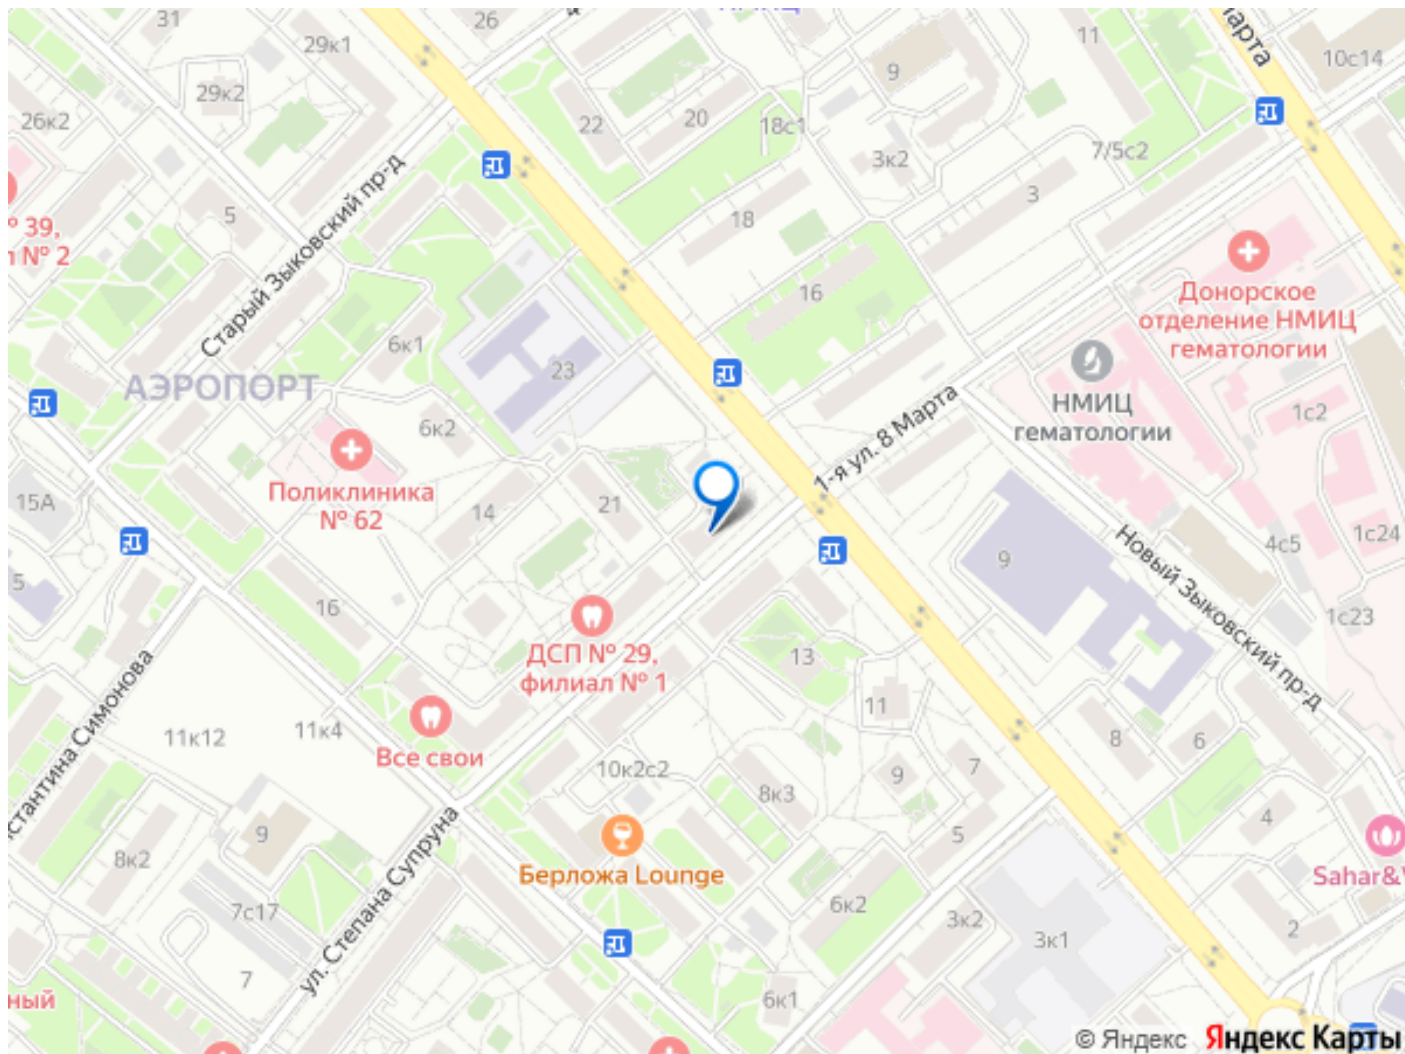 31
26
29к1
11
марта
10с14
9
29к2
26к2
22
20
18с1
3к2
7/5с2
3
5
18
№ 39,
№ 2
Старый Зыковский пр-д
16
Донорское
отделение НМИЦ
гематологии
6к1
23
АЭРОПОРТ
НМИЦ
гематологии
1с2
6к2
1-я ул. 8 Марта
Поликлиника
№ 62
15А
14
21
1с24
4с5
Новый Зыковский пр-д
9
5
16
1с23
ДСП № 29,
филиал № 1
13
11
11к12
11к4
Все свои
10к2с2
8к3
9
7
8
6
стантина Симонова
9
8к2
Берложа Lounge
5
4
Sahar&
ул. Степана Супруна
7с17
6к2
3к2
3к1
2
7
6к1
ный
© Яндекс Яндекс Карты